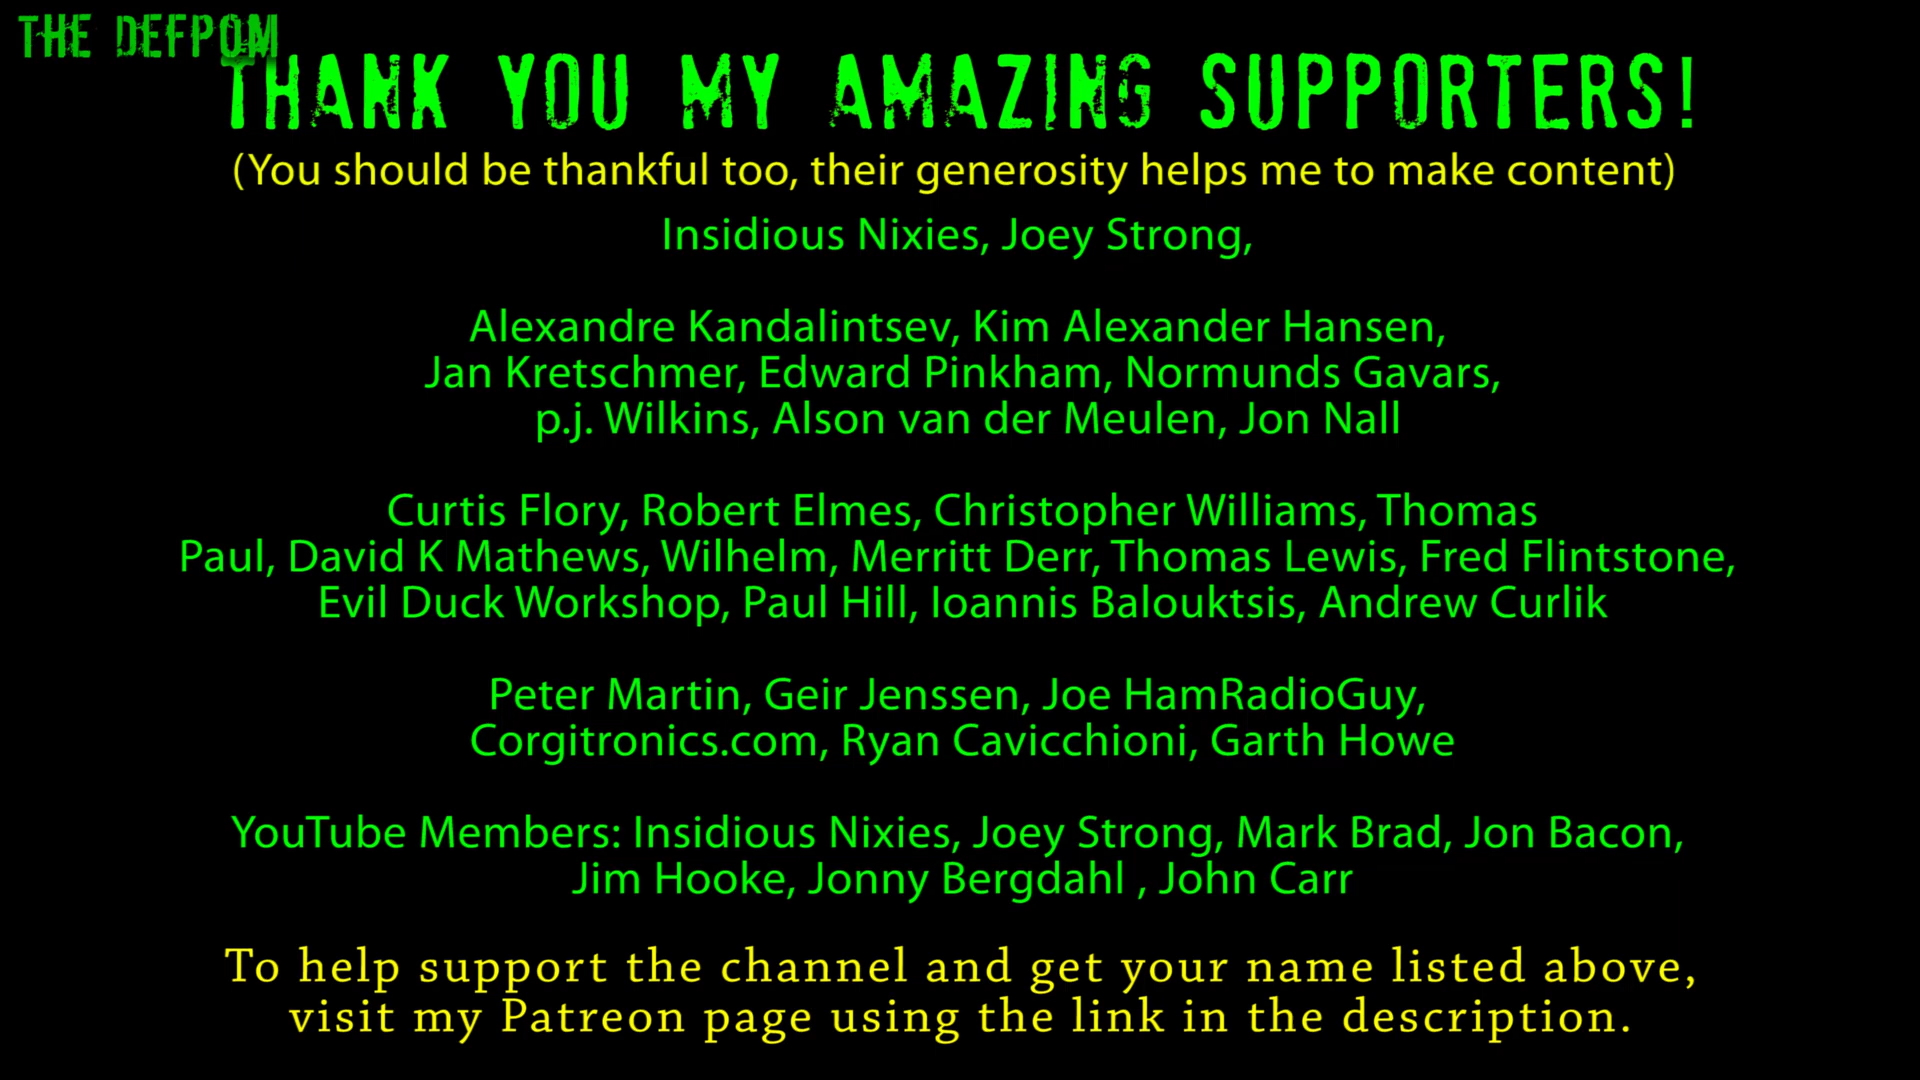 THE DEFPOM
THANK YOU MY AMAZING SUPPORTERS!
(You should be thankful too, their generosity helps me to make content)
Insidious Nixies, Joey Strong,
Alexandre Kandalintsev, Kim Alexander Hansen,
Jan Kretschmer, Edward Pinkham, Normunds Gavars,
p.j. Wilkins, Alson van der Meulen, Jon Nall
Curtis Flory, Robert Elmes, Christopher Williams, Thomas
Paul, David K Mathews, Wilhelm, Merritt Derr, Thomas Lewis, Fred Flintstone,
Evil Duck Workshop, Paul Hill, Ioannis Balouktsis, Andrew Curlik
Peter Martin, Geir Jenssen, Joe HamRadioGuy,
Corgitronics.com, Ryan Cavicchioni, Garth Howe
YouTube Members: Insidious Nixies, Joey Strong, Mark Brad, Jon Bacon,
Jim Hooke, Jonny Bergdahl , John Carr
To help support the channel and get your name listed above,
visit my Patreon page using the link in the description.